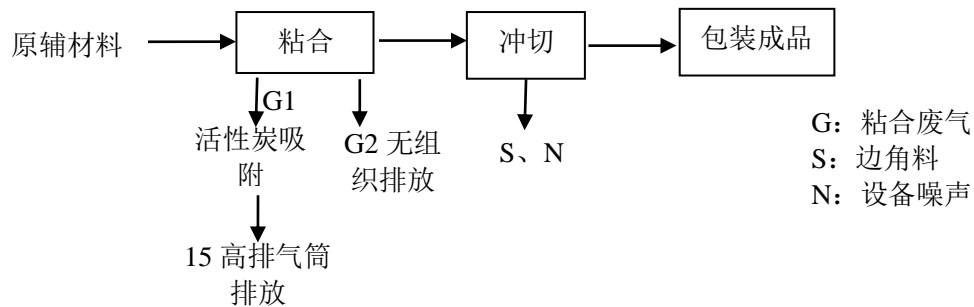 原辅材料
粘合
冲切
包装成品
G1
活性炭吸
附
G2 无组
织排放
S、N
15 高排气筒
排放
G：粘合废气
S：边角料
N：设备噪声